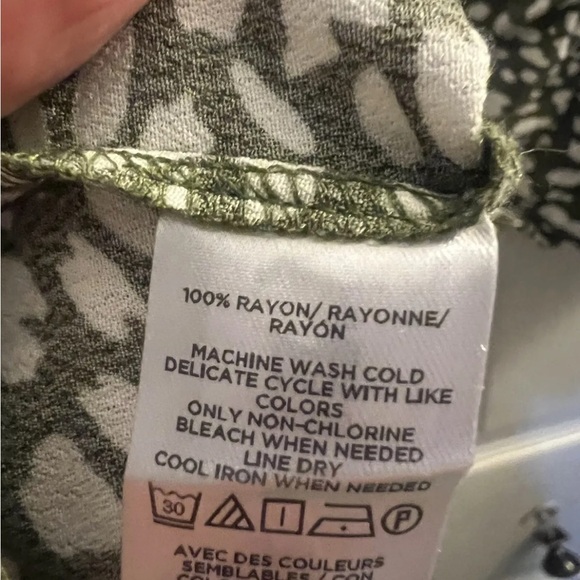 100% RAYON/ RAYONNE/
RAYÓN
MACHINE WASH COLD
DELICATE CYCLE WITH LIKE
COLORS
ONLY NON-CHLORINE
BLEACH WHEN NEEDED
LINE DRY
COOL IRON WHEN NEEDED
30 P
AVEC DES COULEURS
SEMBLABLES / CON